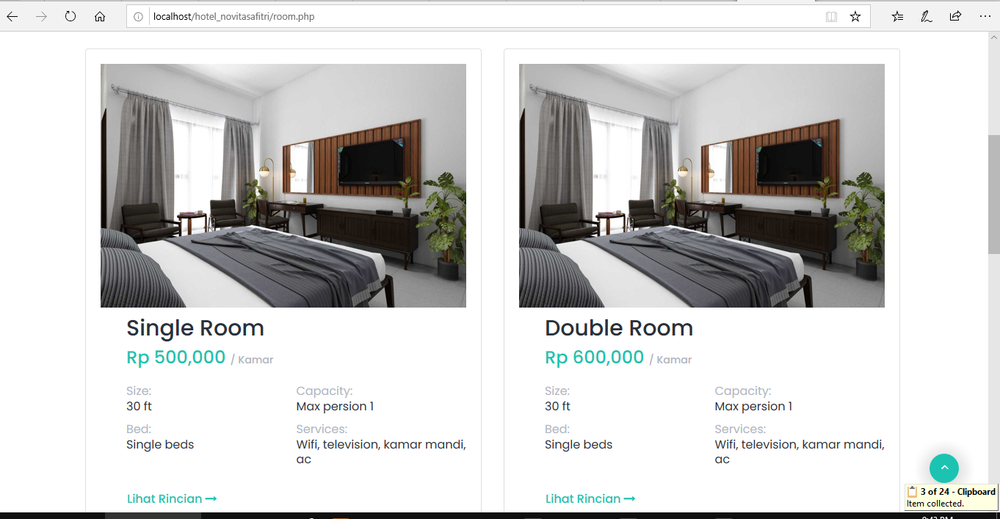 localhost/hotel_novitasafitri/room.php
Single Room
Rp 500,000 / Kamar
Size:
30 ft
Capacity:
Max persion 1
Bed:
Single beds
Services:
Wifi, television, kamar mandi,
ac
Lihat Rincian →
Double Room
Rp 600,000 / Kamar
Size:
30 ft
Capacity:
Max persion 1
Bed:
Single beds
Services:
Wifi, television, kamar mandi,
ac
Lihat Rincian →
3 of 24 - Clipboard
Item collected.